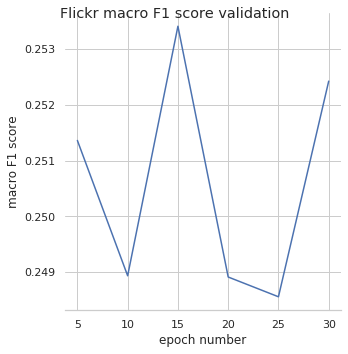 Flickr macro F1 score validation
0.253
0.252
0.251
0.250
0.249
macro F1 score
5 10 15 20 25 30
epoch number